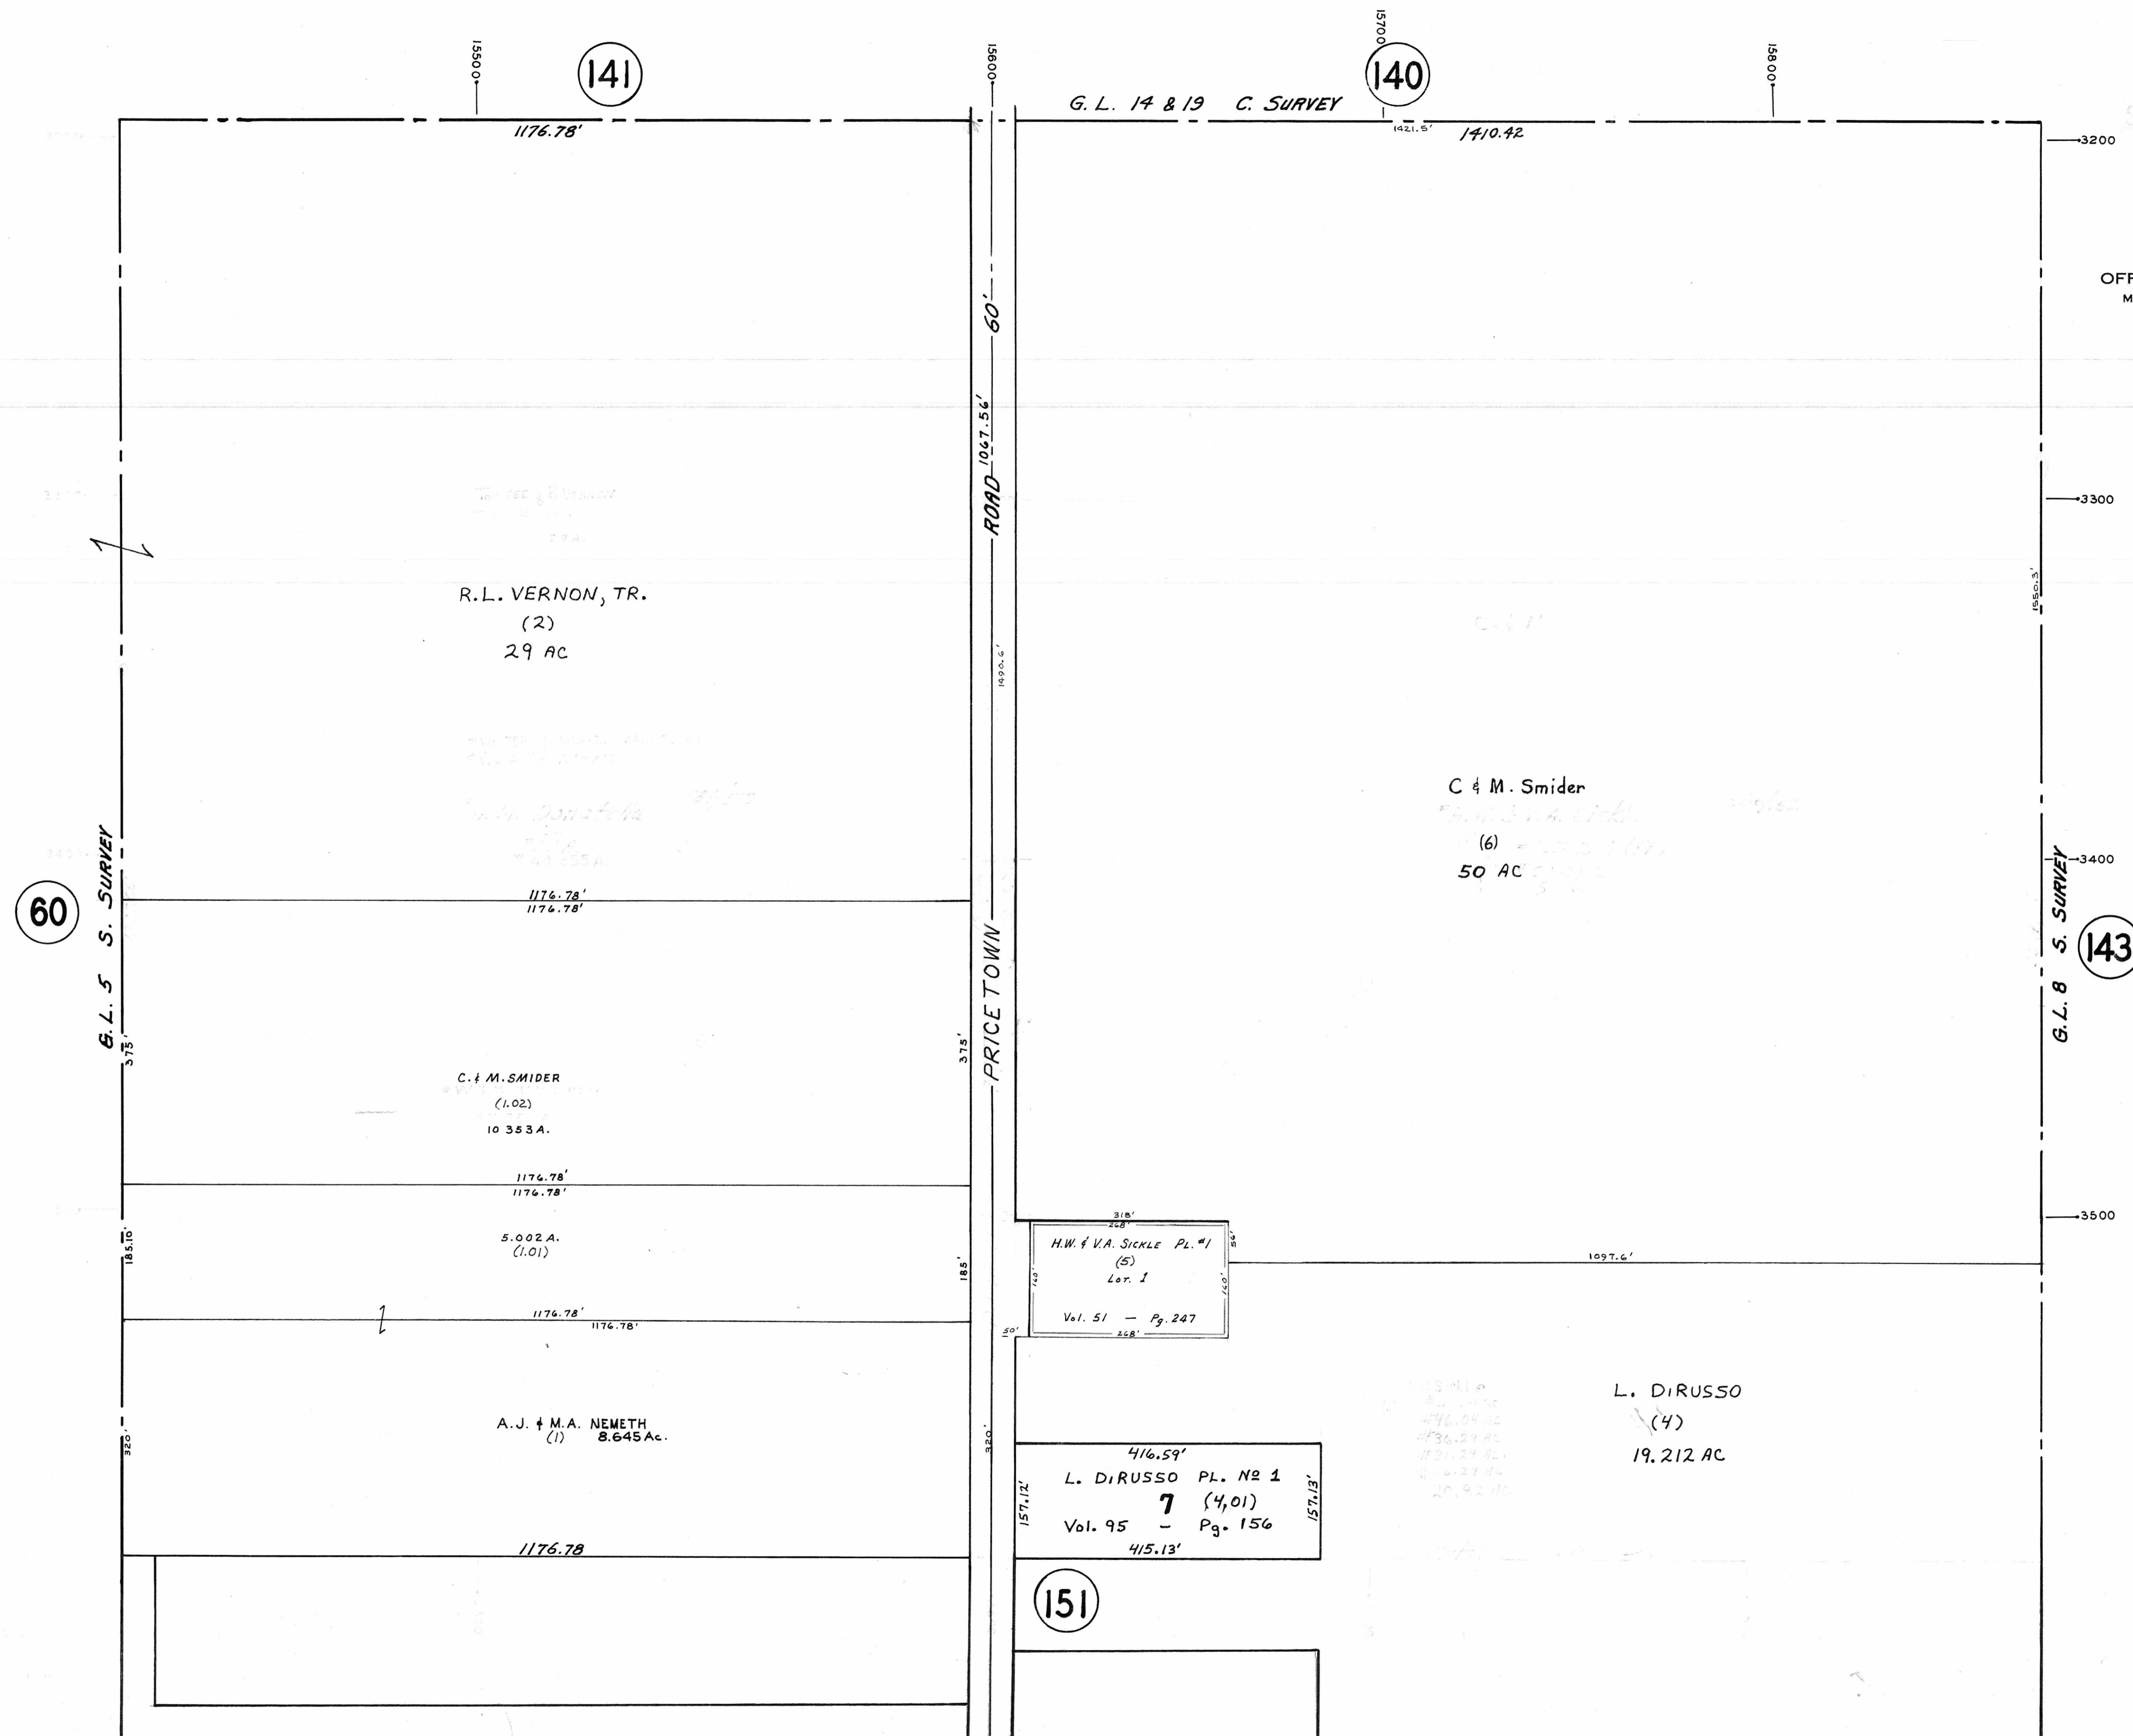 15500
141
15600
15700
140
15800
G. L. 14 & 19 C. SURVEY
1176.78'
1421.5'
1410.42
3200
OFF
M
60'
ROAD
1067.56'
3300
1550.3'
R.L. VERNON, TR.
(2)
29 AC
1490.6'
C & M. Smider
(6)
50 AC
3400
60
G.L. 5 S. SURVEY
1176.78'
1176.78'
PRICETOWN
G.L. 8 S. SURVEY
143
375'
375'
C. & M. SMIDER
(1.02)
10 353 A.
1176.78'
1176.78'
3500
185.10'
5.002 A.
(1.01)
185'
318'
268'
H.W. & V.A. SICKLE PL. #1
(5)
LOT. 1
160'
160'
56'
Vol. 51 — Pg. 247
268'
50'
1097.6'
1176.78'
1176.78'
A.J. & M.A. NEMETH
(1) 8.645 Ac.
320'
320'
L. DiRUSSO
(4)
19.212 AC
416.59'
L. DiRUSSO PL. Nº 1
7 (4,01)
Vol. 95 — Pg. 156
157.12'
157.13'
415.13'
1176.78
151